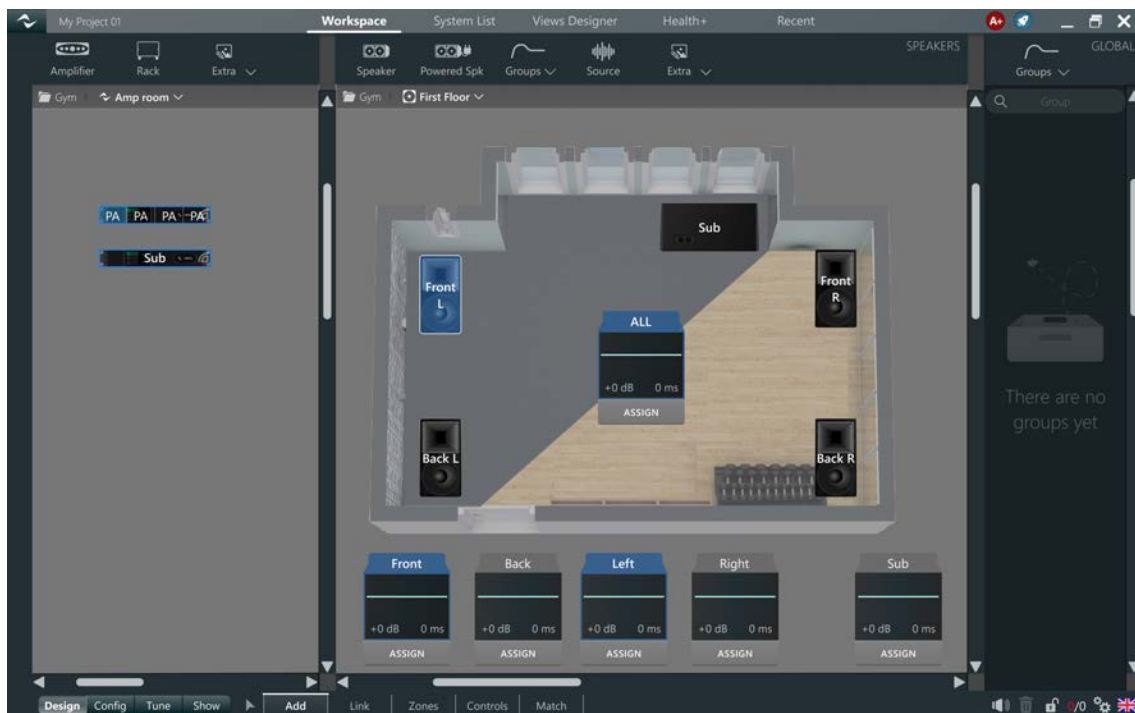 My Project 01
Workspace
System List
Views Designer
Health+
Recent
A+
Amplifier
Rack
Extra
Speaker
Powered Spk
Groups
Source
Extra
SPEAKERS
Groups
GLOBAL
Gym
Amp room
Gym
First Floor
Group
PA PA PA PA
Sub
Sub
Front
L
Front
R
ALL
+0 dB 0 ms
ASSIGN
Back L
Back R
There are no
groups yet
Front
Back
Left
Right
Sub
+0 dB 0 ms
+0 dB 0 ms
+0 dB 0 ms
+0 dB 0 ms
+0 dB 0 ms
ASSIGN
ASSIGN
ASSIGN
ASSIGN
ASSIGN
Design
Config
Tune
Show
Add
Link
Zones
Controls
Match
0/0